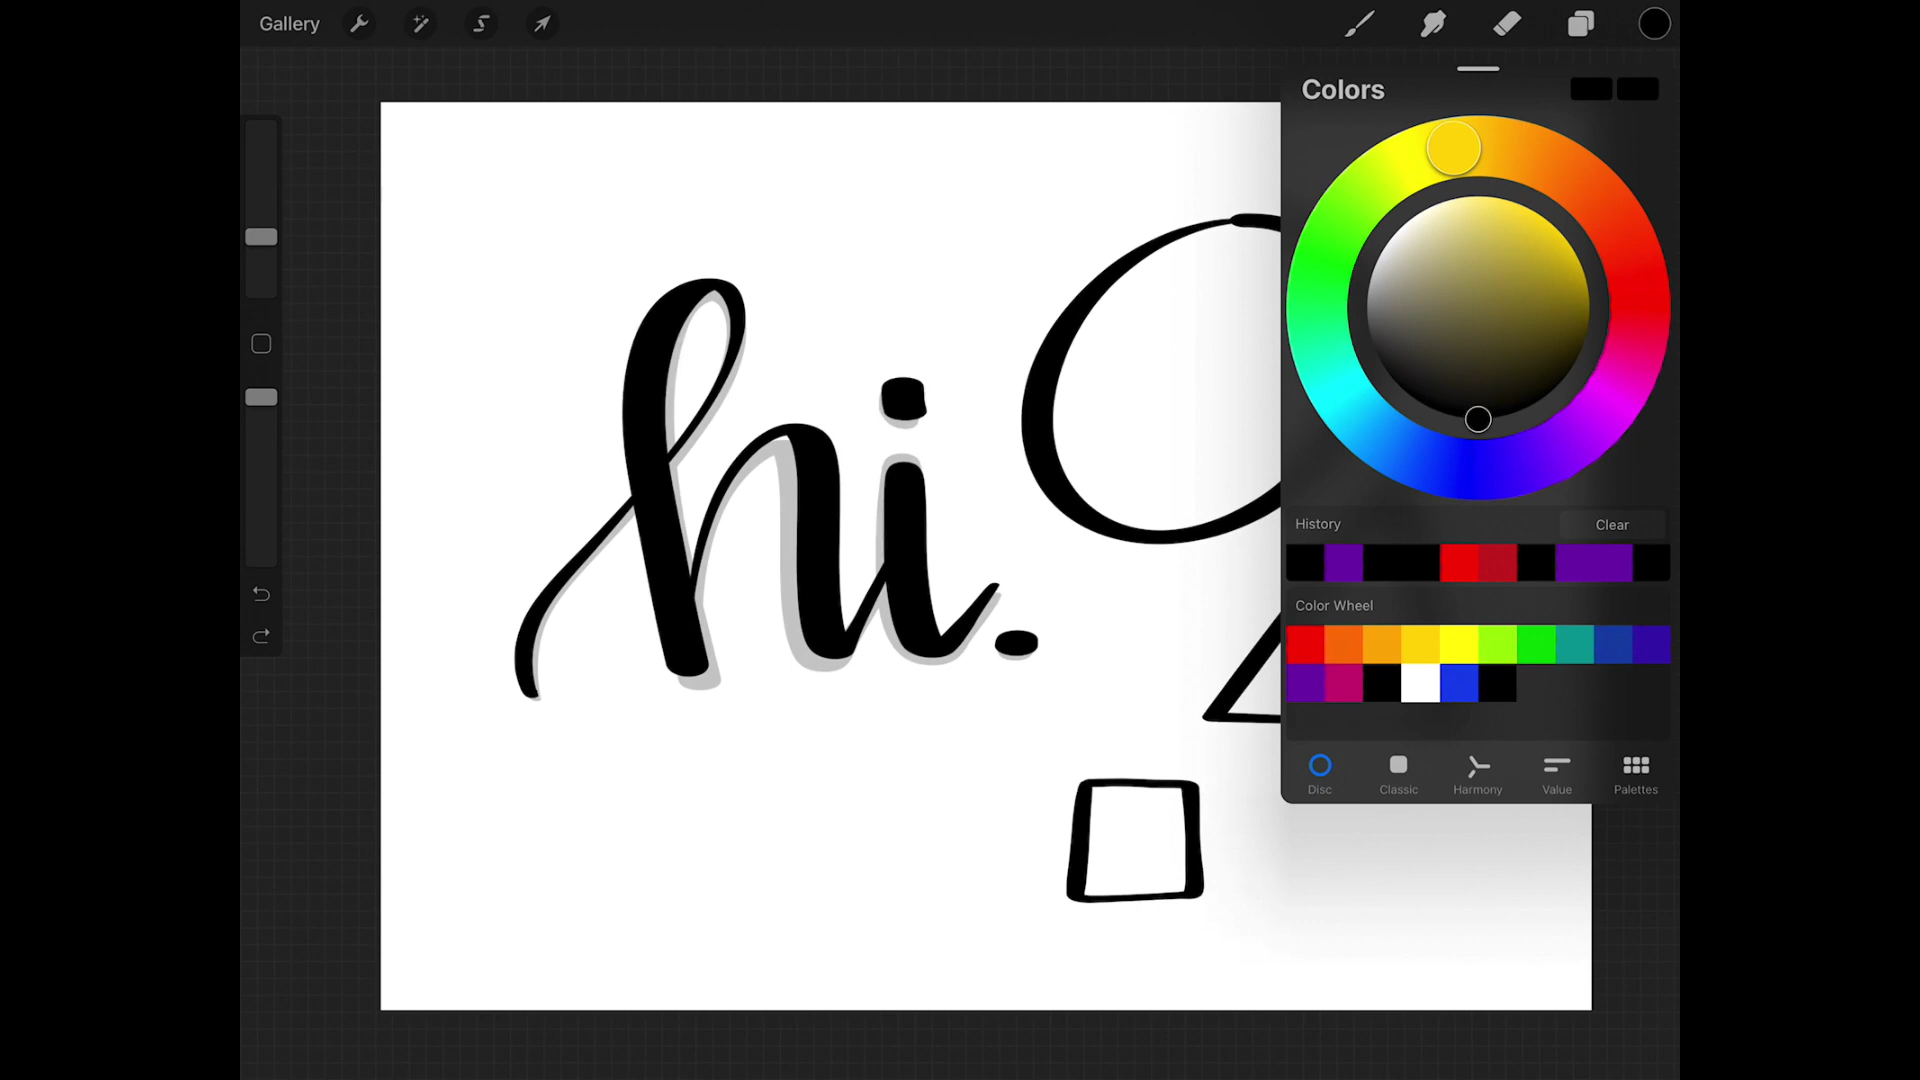 Gallery
Colors
hi.
History
Clear
Color Wheel
Disc
Classic
Harmony
Value
Palettes